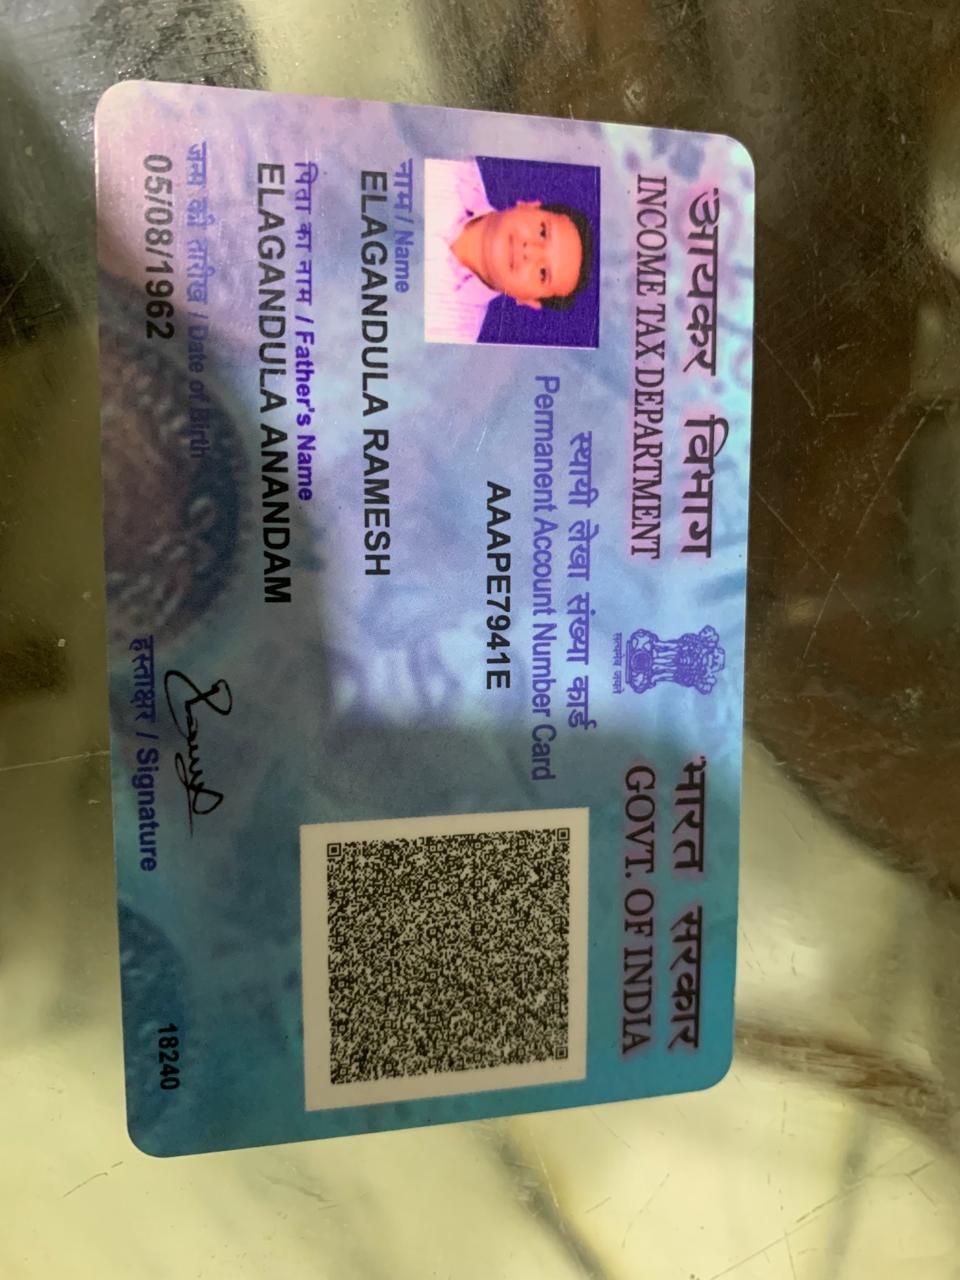 आयकर विभाग
INCOME TAX DEPARTMENT
सत्यमेव जयते
भारत सरकार
GOVT. OF INDIA
स्थायी लेखा संख्या कार्ड
Permanent Account Number Card
AAAPE7941E
नाम / Name
ELAGANDULA RAMESH
पिता का नाम / Father's Name
ELAGANDULA ANANDAM
जन्म की तारीख / Date of Birth
05/08/1962
हस्ताक्षर / Signature
18240